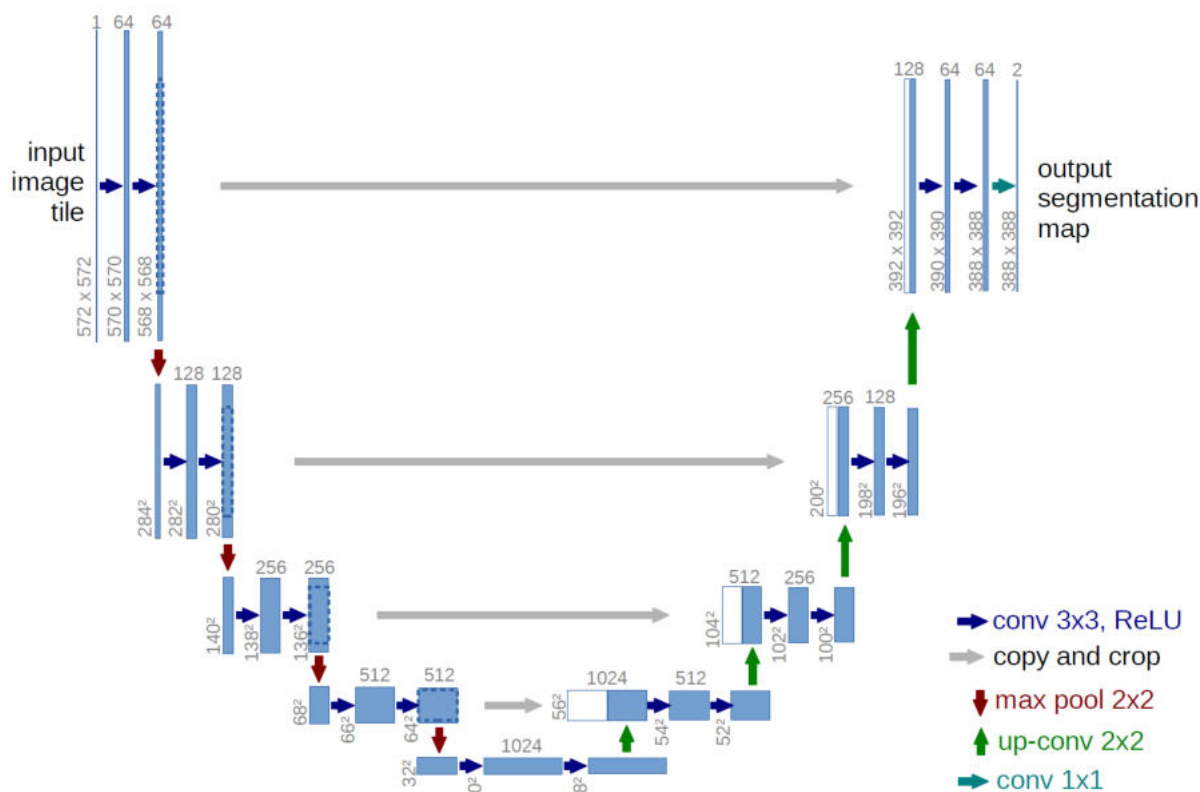 1 64 64
input
image
tile
572 x 572
570 x 570
568 x 568
128 64 64 2
output
segmentation
map
392 x 392
390 x 390
388 x 388
388 x 388
128 128
284²
282²
280²
256 128
200²
198²
196²
256 256
140²
138²
136²
512 256
104²
102²
100²
512 512
68²
66²
64²
1024 512
56²
54²
52²
1024
32²
0²
8²
conv 3x3, ReLU
copy and crop
max pool 2x2
up-conv 2x2
conv 1x1